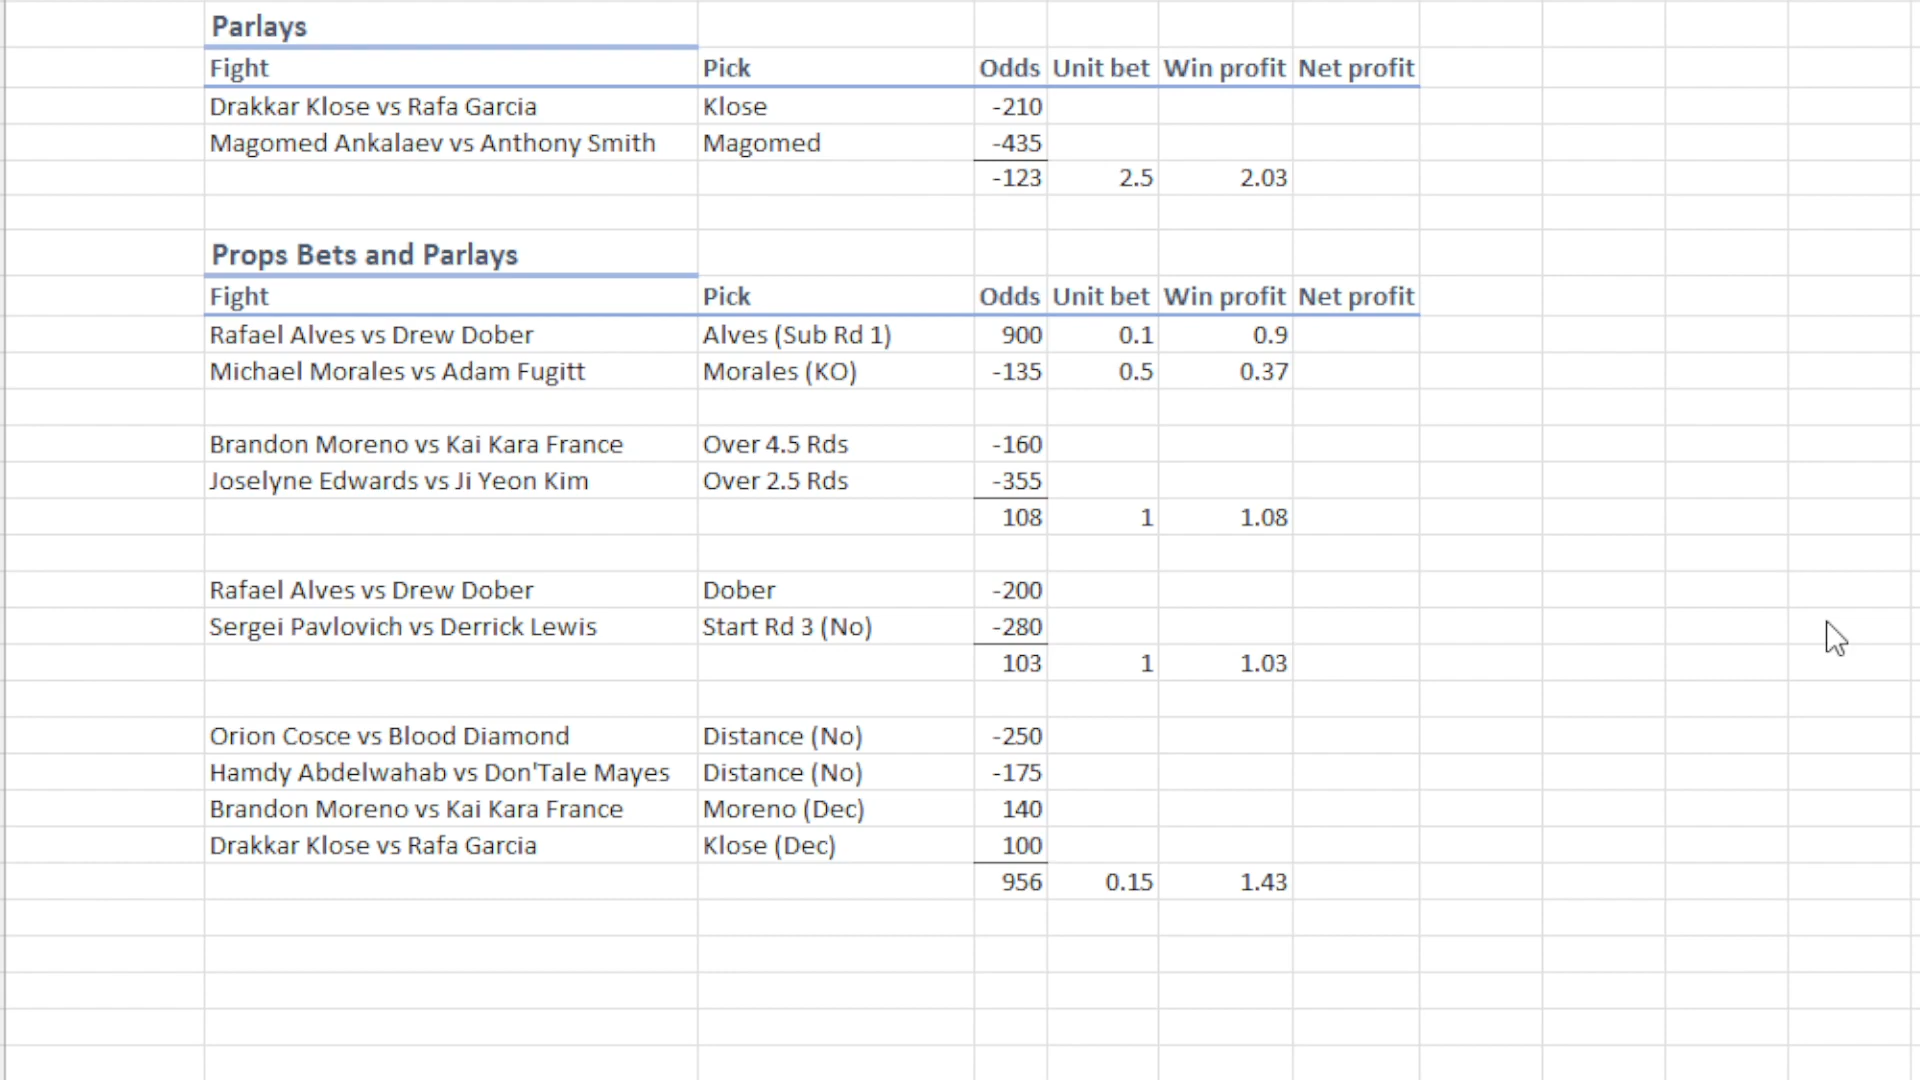 Parlays
Fight Pick Odds Unit bet Win profit Net profit
Drakkar Klose vs Rafa Garcia Klose -210
Magomed Ankalaev vs Anthony Smith Magomed -435
-123 2.5 2.03
Props Bets and Parlays
Fight Pick Odds Unit bet Win profit Net profit
Rafael Alves vs Drew Dober Alves (Sub Rd 1) 900 0.1 0.9
Michael Morales vs Adam Fugitt Morales (KO) -135 0.5 0.37
Brandon Moreno vs Kai Kara France Over 4.5 Rds -160
Joselyne Edwards vs Ji Yeon Kim Over 2.5 Rds -355
108 1 1.08
Rafael Alves vs Drew Dober Dober -200
Sergei Pavlovich vs Derrick Lewis Start Rd 3 (No) -280
103 1 1.03
Orion Cosce vs Blood Diamond Distance (No) -250
Hamdy Abdelwahab vs Don'Tale Mayes Distance (No) -175
Brandon Moreno vs Kai Kara France Moreno (Dec) 140
Drakkar Klose vs Rafa Garcia Klose (Dec) 100
956 0.15 1.43